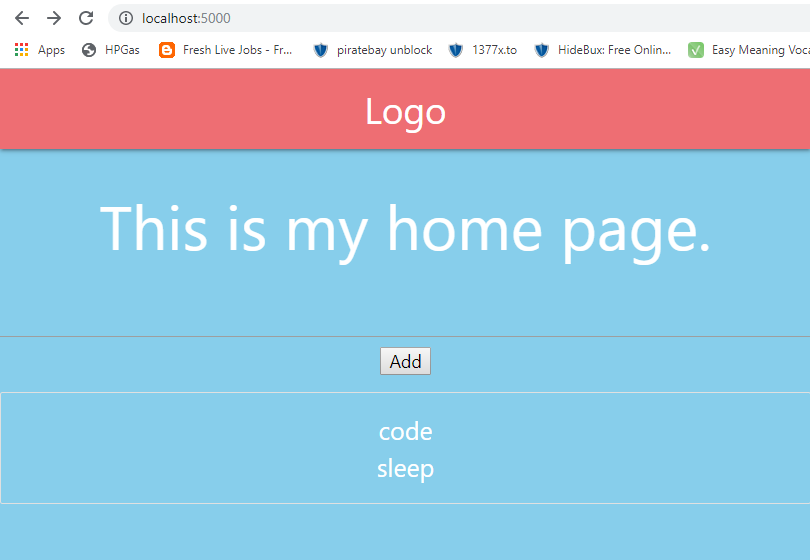 localhost:5000
Apps HPGas Fresh Live Jobs - Fr... piratebay unblock 1377x.to HideBux: Free Onlin... Easy Meaning Voca
Logo
This is my home page.
Add
code
sleep